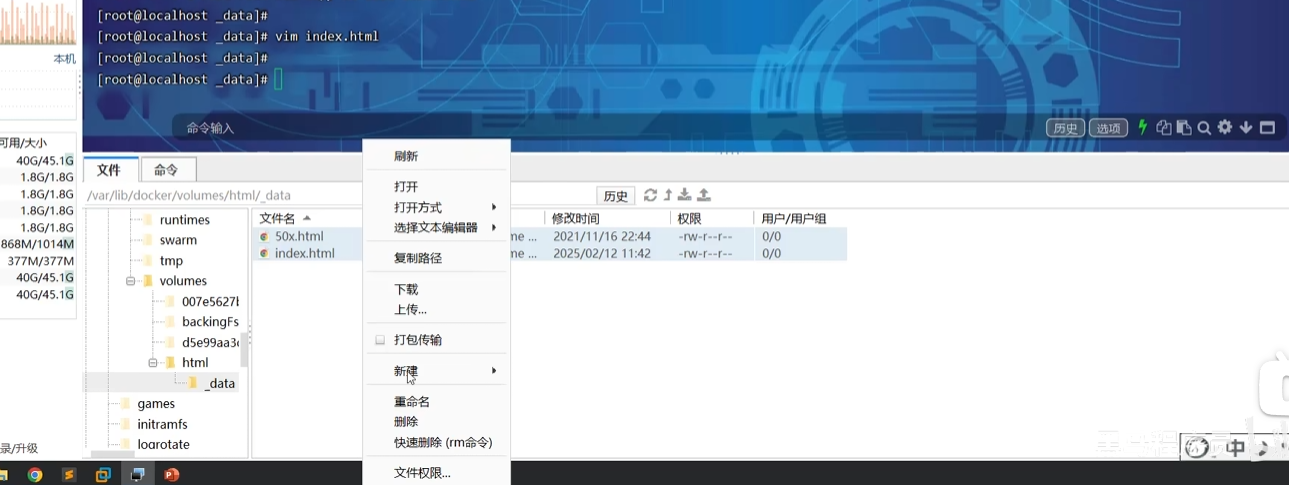 [root@localhost _data]#
[root@localhost _data]# vim index.html
[root@localhost _data]#
[root@localhost _data]#
本机
命令输入
历史 选项
可用/大小
40G/45.1G
1.8G/1.8G
1.8G/1.8G
1.8G/1.8G
1.8G/1.8G
868M/1014M
377M/377M
40G/45.1G
40G/45.1G
录/升级
文件 命令
/var/lib/docker/volumes/html/_data
历史
runtimes
swarm
tmp
volumes
007e5627b
backingFs
d5e99aa3c
html
_data
games
initramfs
logrotate
文件名 修改时间 权限 用户/用户组
50x.html me ... 2021/11/16 22:44 -rw-r--r-- 0/0
index.html me ... 2025/02/12 11:42 -rw-r--r-- 0/0
刷新
打开
打开方式
选择文本编辑器
复制路径
下载
上传...
打包传输
新建
重命名
删除
快速删除 (rm命令)
文件权限...
中